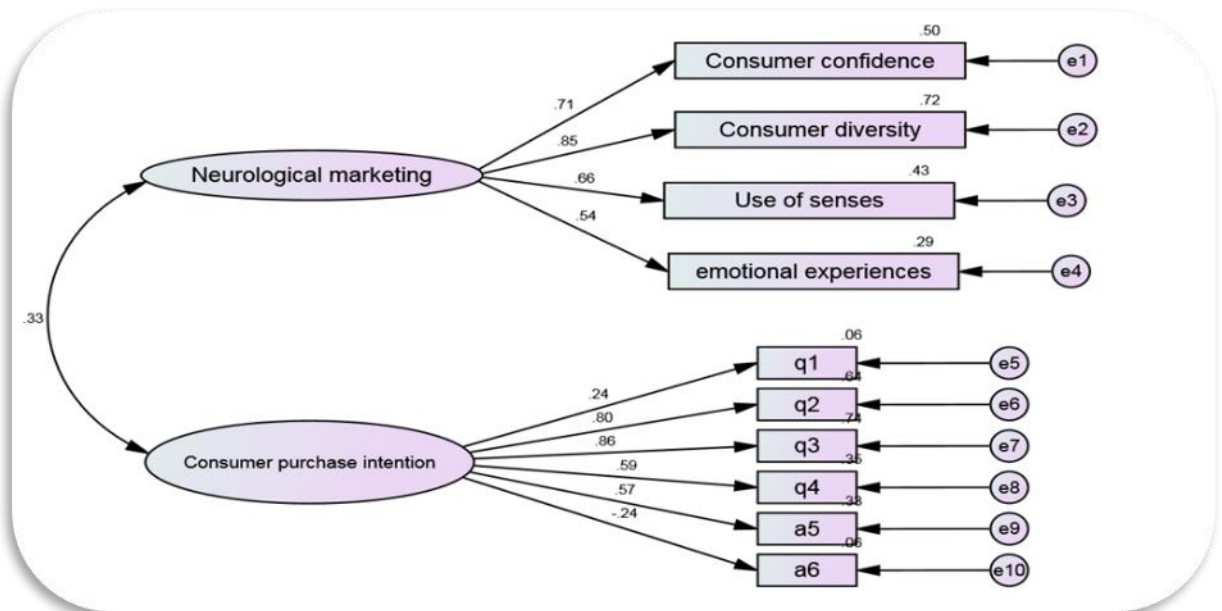 .50
Consumer confidence
e1
.71
.72
Consumer diversity
e2
.85
Neurological marketing
.43
.66
Use of senses
e3
.54
.29
emotional experiences
e4
.33
.06
q1
e5
.24
.64
q2
e6
.80
.74
q3
e7
.86
.35
q4
e8
.59
Consumer purchase intention
.33
a5
e9
.57
.06
a6
e10
-.24